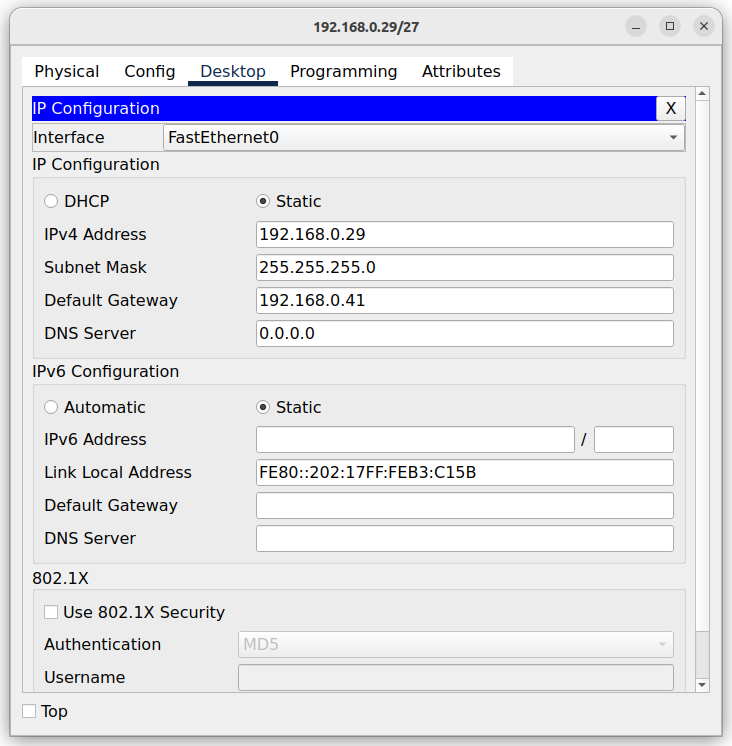 192.168.0.29/27
Physical Config Desktop Programming Attributes
IP Configuration X
Interface FastEthernet0
IP Configuration
DHCP Static
IPv4 Address 192.168.0.29
Subnet Mask 255.255.255.0
Default Gateway 192.168.0.41
DNS Server 0.0.0.0
IPv6 Configuration
Automatic Static
IPv6 Address /
Link Local Address FE80::202:17FF:FEB3:C15B
Default Gateway
DNS Server
802.1X
Use 802.1X Security
Authentication MD5
Username
Top